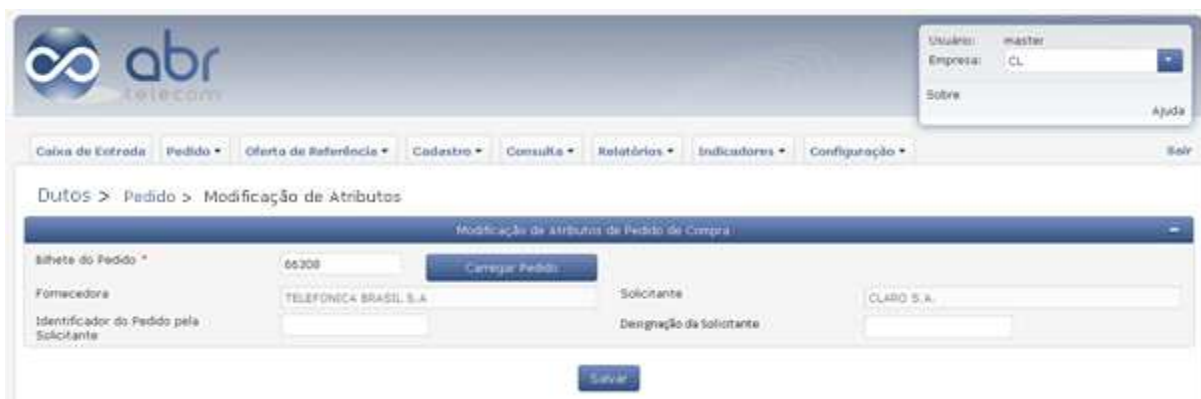 abr
telecom
Usuário: master
Empresa: CL
Sobre
Ajuda
Caixa de Entrada Pedido Oferta de Referência Cadastro Consulta Relatórios Indicadores Configuração Sair
Dutos > Pedido > Modificação de Atributos
Modificação de Atributos de Pedido de Compra
Bilhete do Pedido * 66308 Carregar Pedido
Fornecedora TELEFONICA BRASIL S.A Solicitante CLARO S.A.
Identificador do Pedido pela Solicitante Designação da Solicitante
Salvar